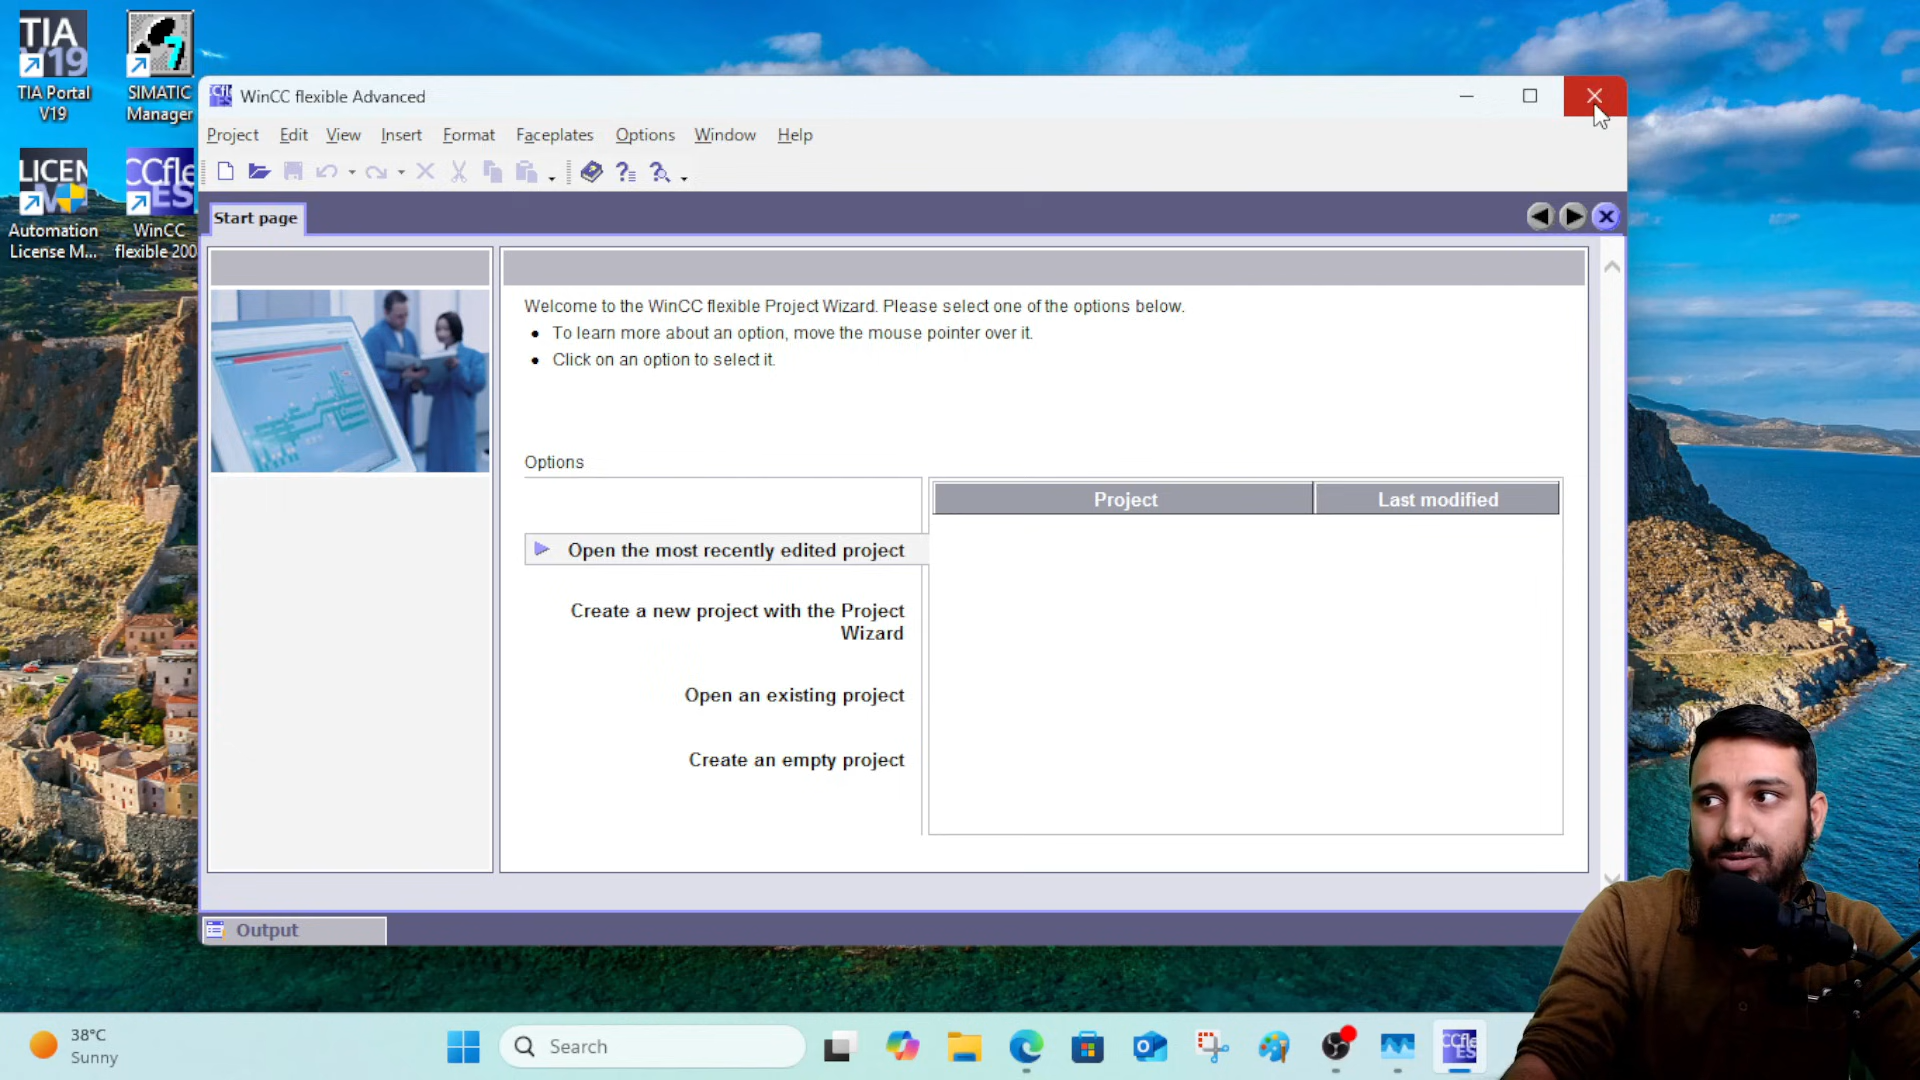 TIA
V19
TIA Portal
V19
7
SIMATIC
Manager
LICEN
Automation
License M...
CCfle
ES
WinCC
flexible 200
WinCC flexible Advanced
Project Edit View Insert Format Faceplates Options Window Help
Start page
Welcome to the WinCC flexible Project Wizard. Please select one of the options below.
To learn more about an option, move the mouse pointer over it.
Click on an option to select it.
Options
Project Last modified
Open the most recently edited project
Create a new project with the Project
Wizard
Open an existing project
Create an empty project
Output
38°C
Sunny
Search
CCfle
ES